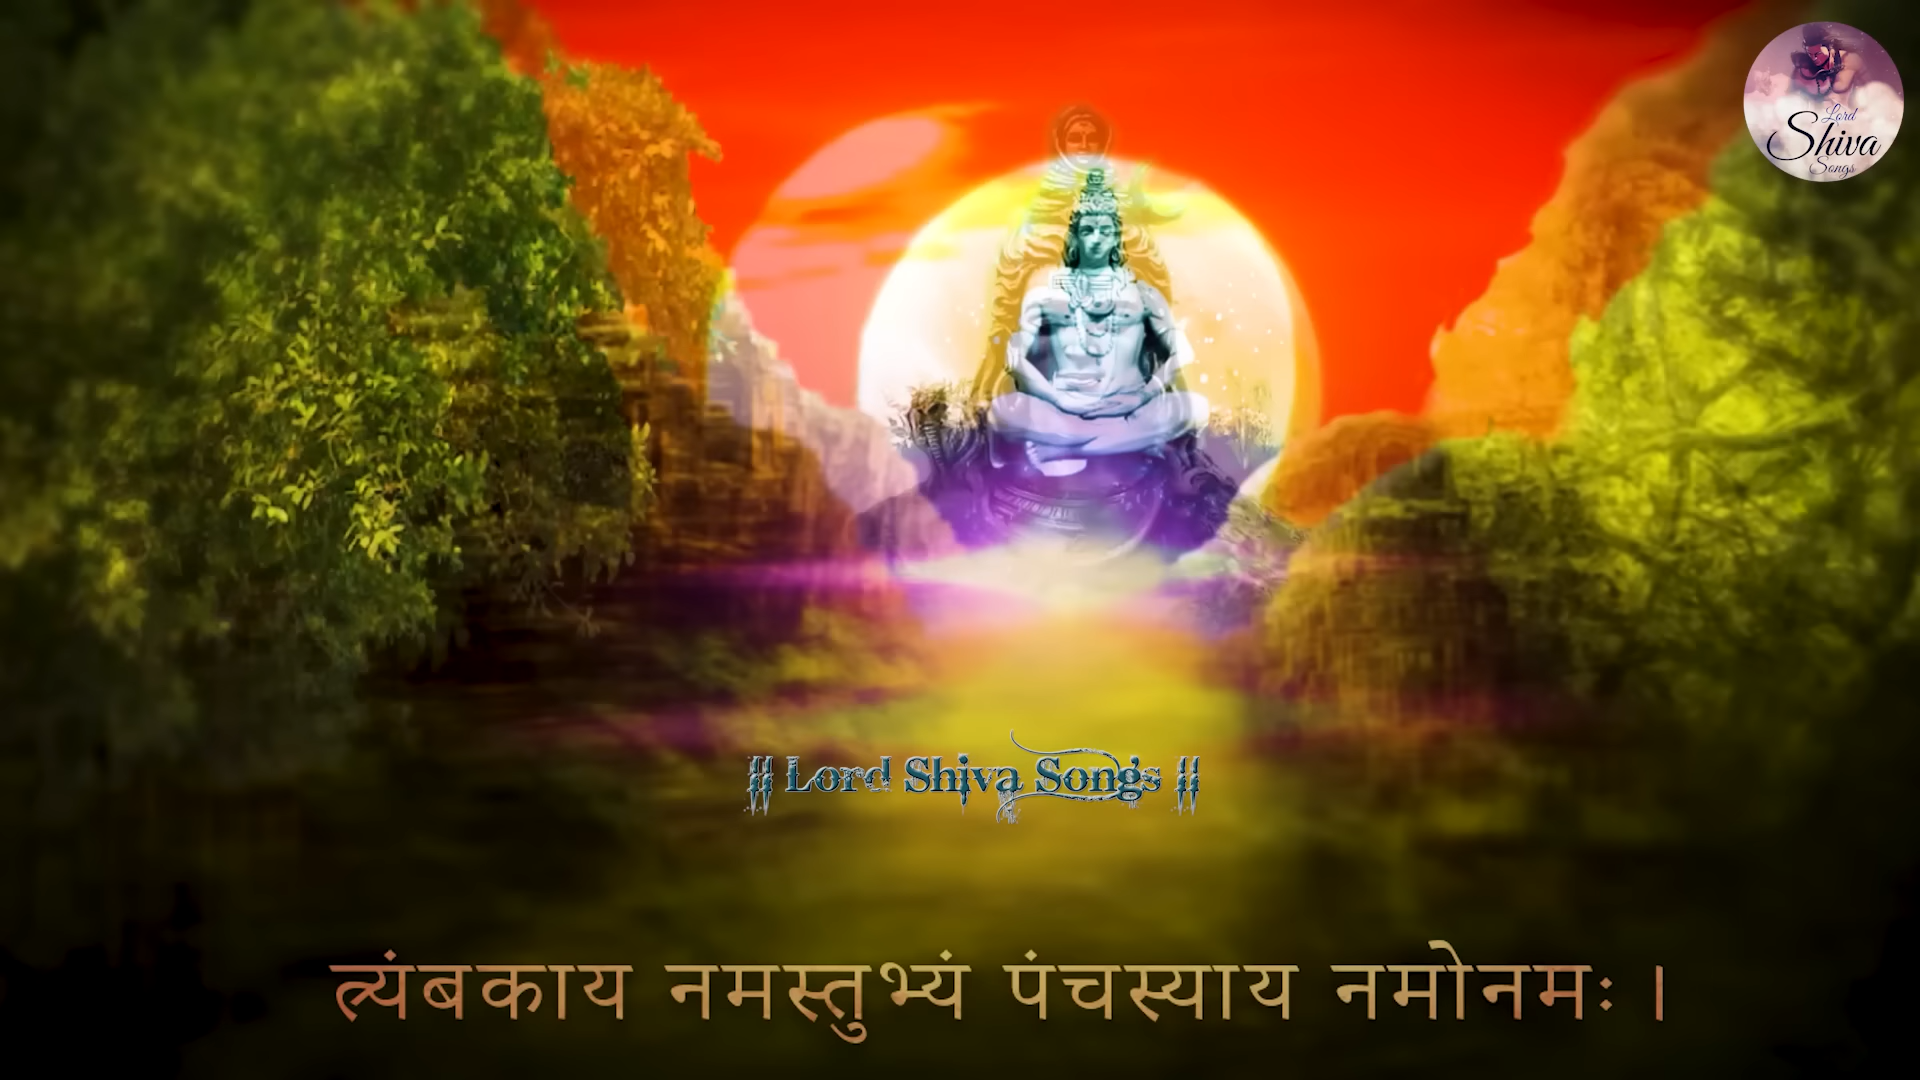 Lord
Shiva
Songs
|| Lord Shiva Songs ||
त्र्यंबकाय नमस्तुभ्यं पंचस्याय नमोनमः ।